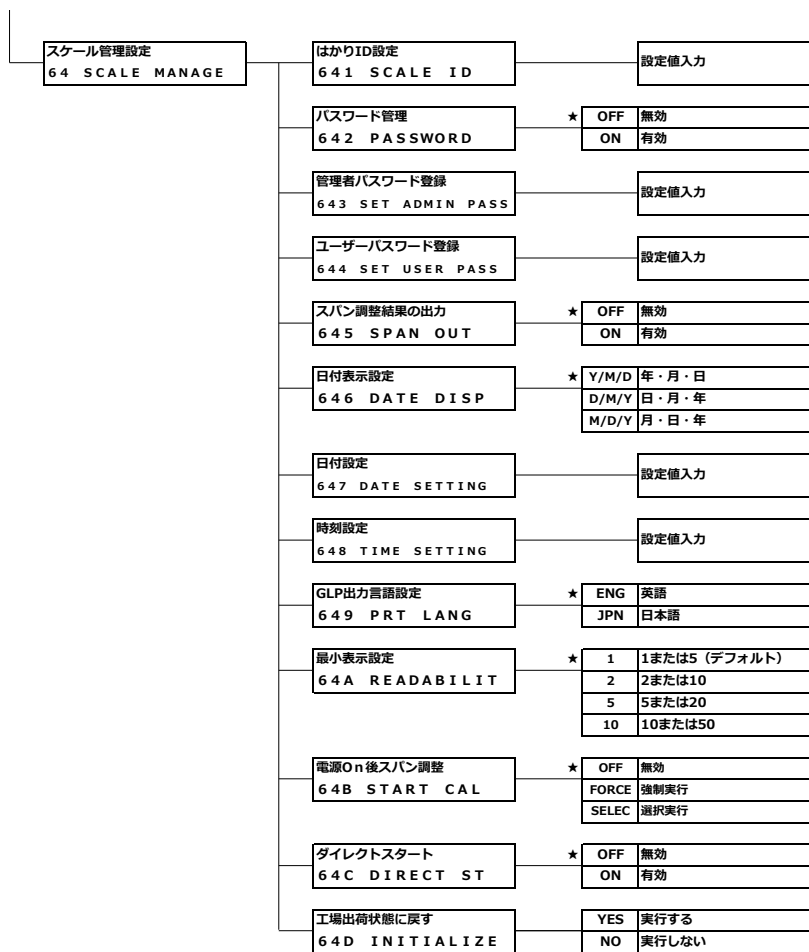 スケール管理設定
64 SCALE MANAGE
はかりID設定
641 SCALE ID
設定値入力
パスワード管理
642 PASSWORD
★ OFF 無効
ON 有効
管理者パスワード登録
643 SET ADMIN PASS
設定値入力
ユーザーパスワード登録
644 SET USER PASS
設定値入力
スパン調整結果の出力
645 SPAN OUT
★ OFF 無効
ON 有効
日付表示設定
646 DATE DISP
★ Y/M/D 年・月・日
D/M/Y 日・月・年
M/D/Y 月・日・年
日付設定
647 DATE SETTING
設定値入力
時刻設定
648 TIME SETTING
設定値入力
GLP出力言語設定
649 PRT LANG
★ ENG 英語
JPN 日本語
最小表示設定
64A READABILIT
★ 1 1または5（デフォルト）
2 2または10
5 5または20
10 10または50
電源On後スパン調整
64B START CAL
★ OFF 無効
FORCE 強制実行
SELEC 選択実行
ダイレクトスタート
64C DIRECT ST
★ OFF 無効
ON 有効
工場出荷状態に戻す
64D INITIALIZE
YES 実行する
NO 実行しない